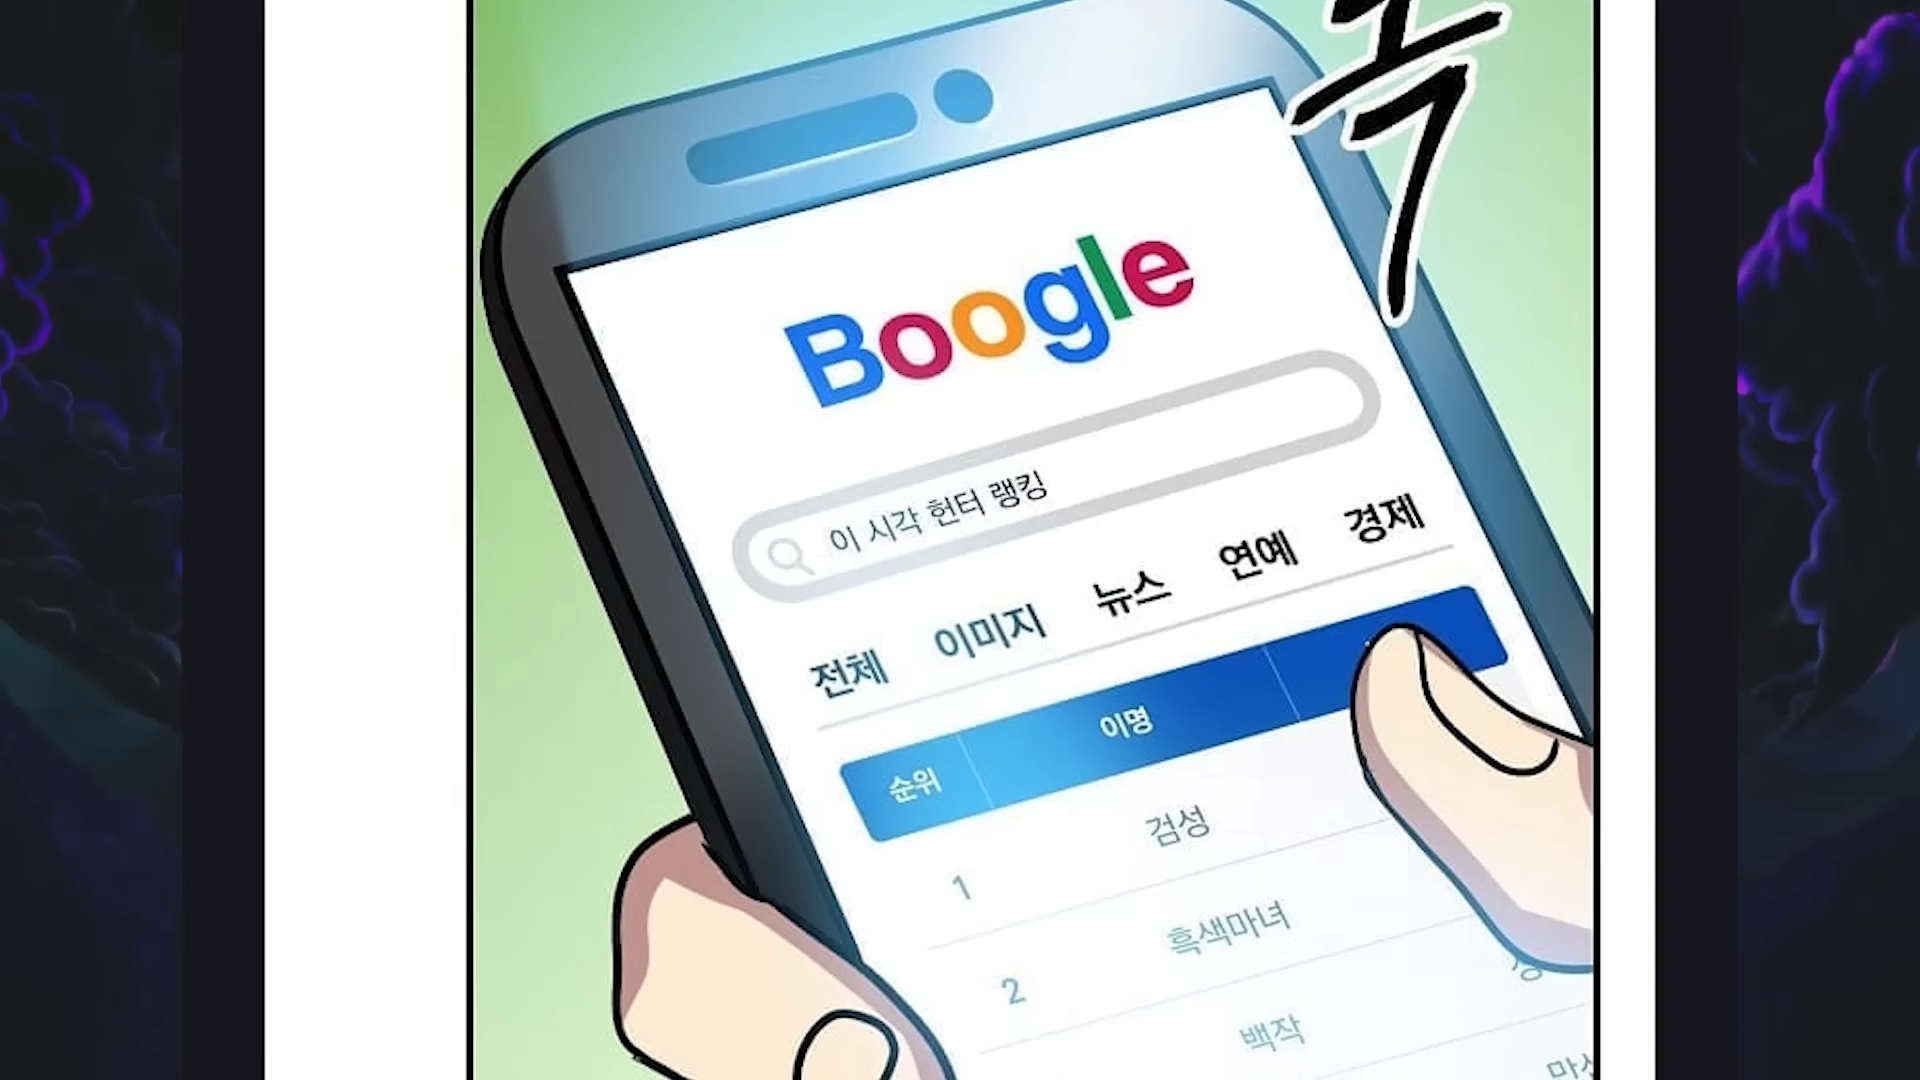 Boogle
이 시각 헌터 랭킹
전체 이미지 뉴스 연예 경제
순위 이명
1 검성
2 흑색마녀
백작